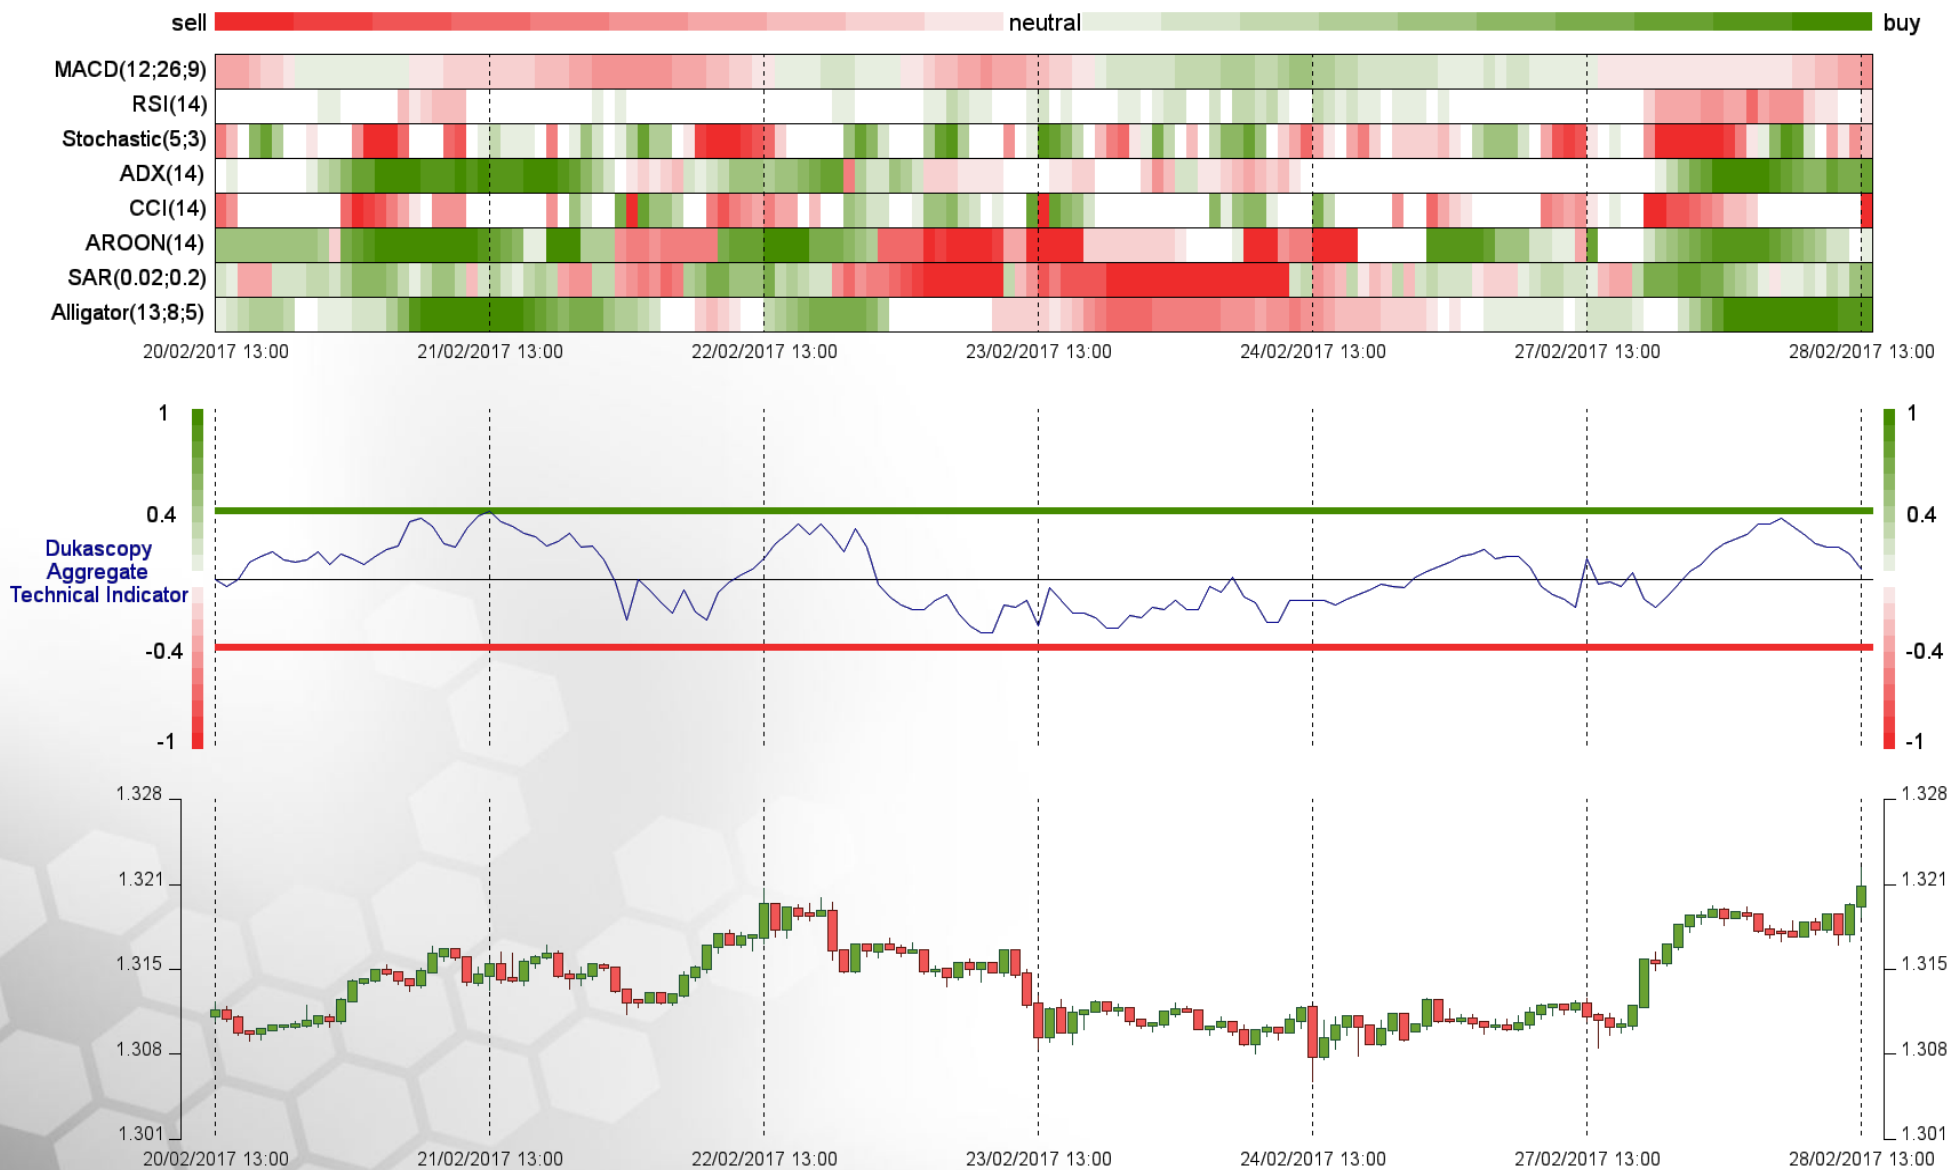 sell neutral buy
MACD(12;26;9)
RSI(14)
Stochastic(5;3)
ADX(14)
CCI(14)
AROON(14)
SAR(0.02;0.2)
Alligator(13;8;5)
20/02/2017 13:00 21/02/2017 13:00 22/02/2017 13:00 23/02/2017 13:00 24/02/2017 13:00 27/02/2017 13:00 28/02/2017 13:00
1 1
0.4 0.4
Dukascopy
Aggregate
Technical Indicator
-0.4 -0.4
-1 -1
1.328 1.328
1.321 1.321
1.315 1.315
1.308 1.308
1.301 1.301
20/02/2017 13:00 21/02/2017 13:00 22/02/2017 13:00 23/02/2017 13:00 24/02/2017 13:00 27/02/2017 13:00 28/02/2017 13:00